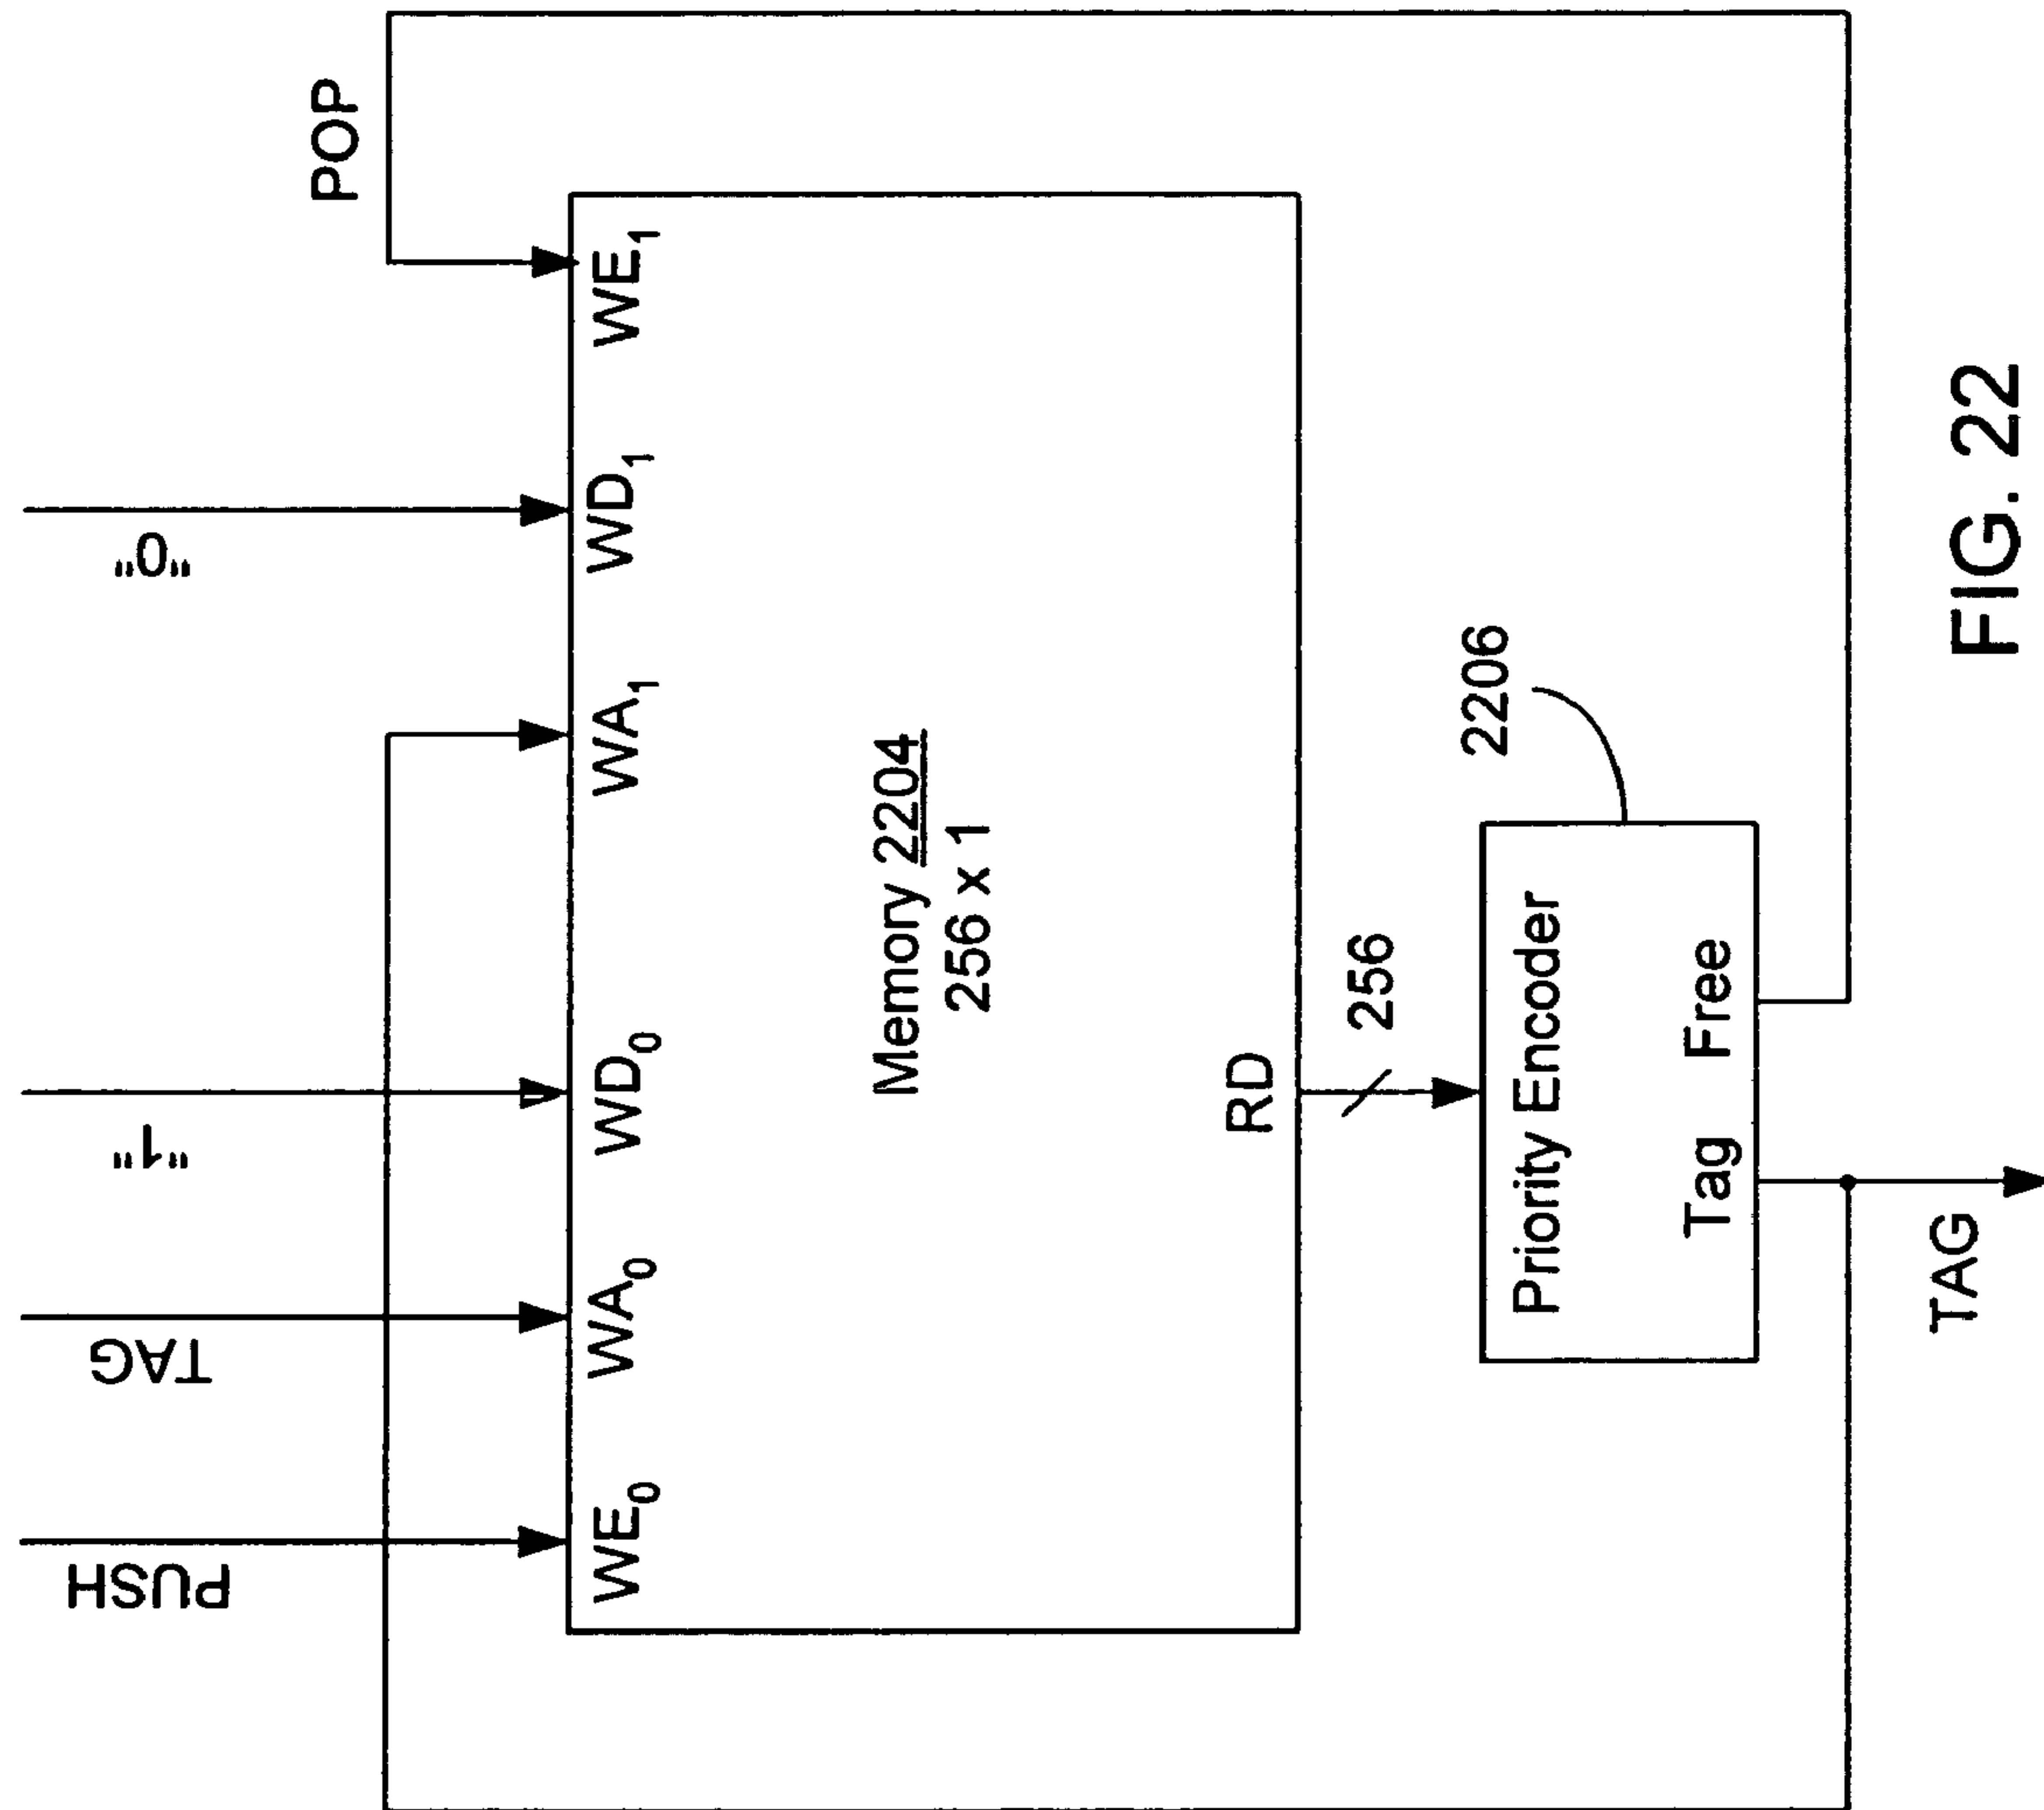 POP
PUSH
TAG
"1"
"0"
WE₀ WA₀ WD₀ WA₁ WD₁ WE₁
Memory 2204
256 x 1
RD
256
2206
Priority Encoder
Tag Free
TAG
FIG. 22